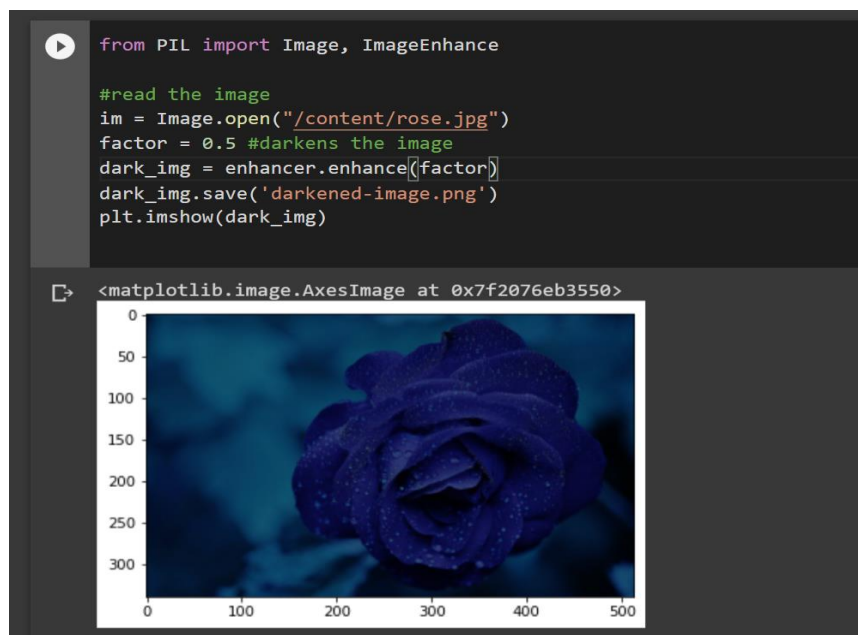 from PIL import Image, ImageEnhance
#read the image
im = Image.open("/content/rose.jpg")
factor = 0.5 #darkens the image
dark_img = enhancer.enhance(factor)
dark_img.save('darkened-image.png')
plt.imshow(dark_img)
<matplotlib.image.AxesImage at 0x7f2076eb3550>
0
50
100
150
200
250
300
0 100 200 300 400 500